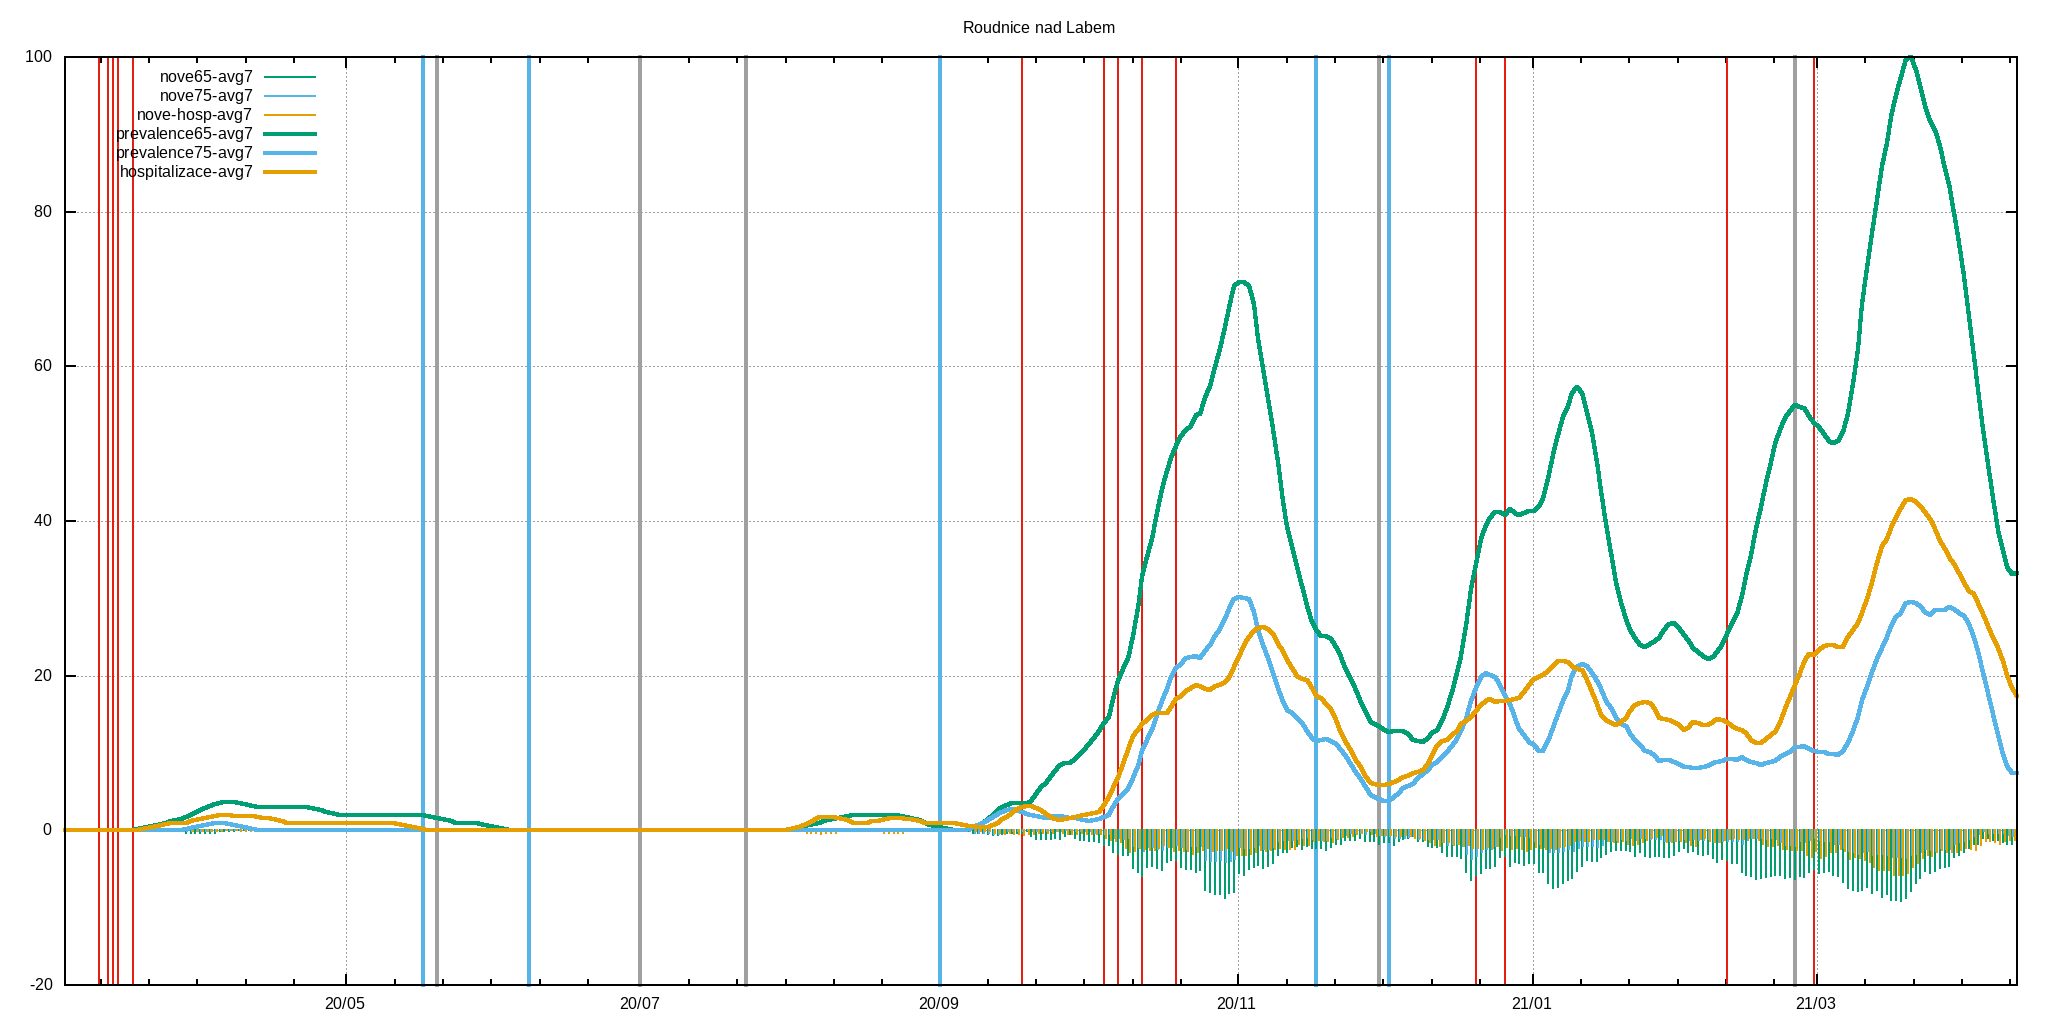 Roudnice nad Labem
100
nove65-avg7
nove75-avg7
nove-hosp-avg7
prevalence65-avg7
prevalence75-avg7
hospitalizace-avg7
80
60
40
20
0
-20
20/05 20/07 20/09 20/11 21/01 21/03